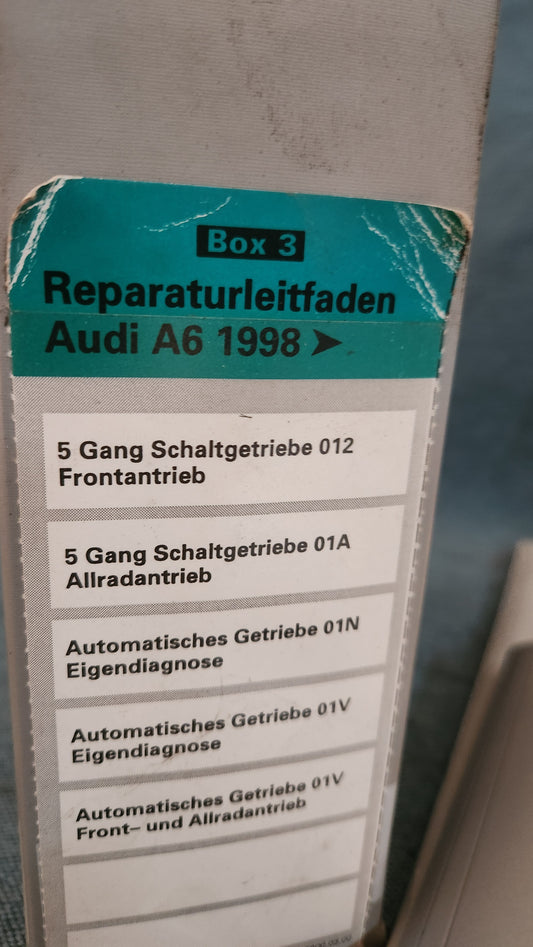 Box 3
Reparaturleitfaden
Audi A6 1998 ➤
5 Gang Schaltgetriebe 012
Frontantrieb
5 Gang Schaltgetriebe 01A
Allradantrieb
Automatisches Getriebe 01N
Eigendiagnose
Automatisches Getriebe 01V
Eigendiagnose
Automatisches Getriebe 01V
Front– und Allradantrieb